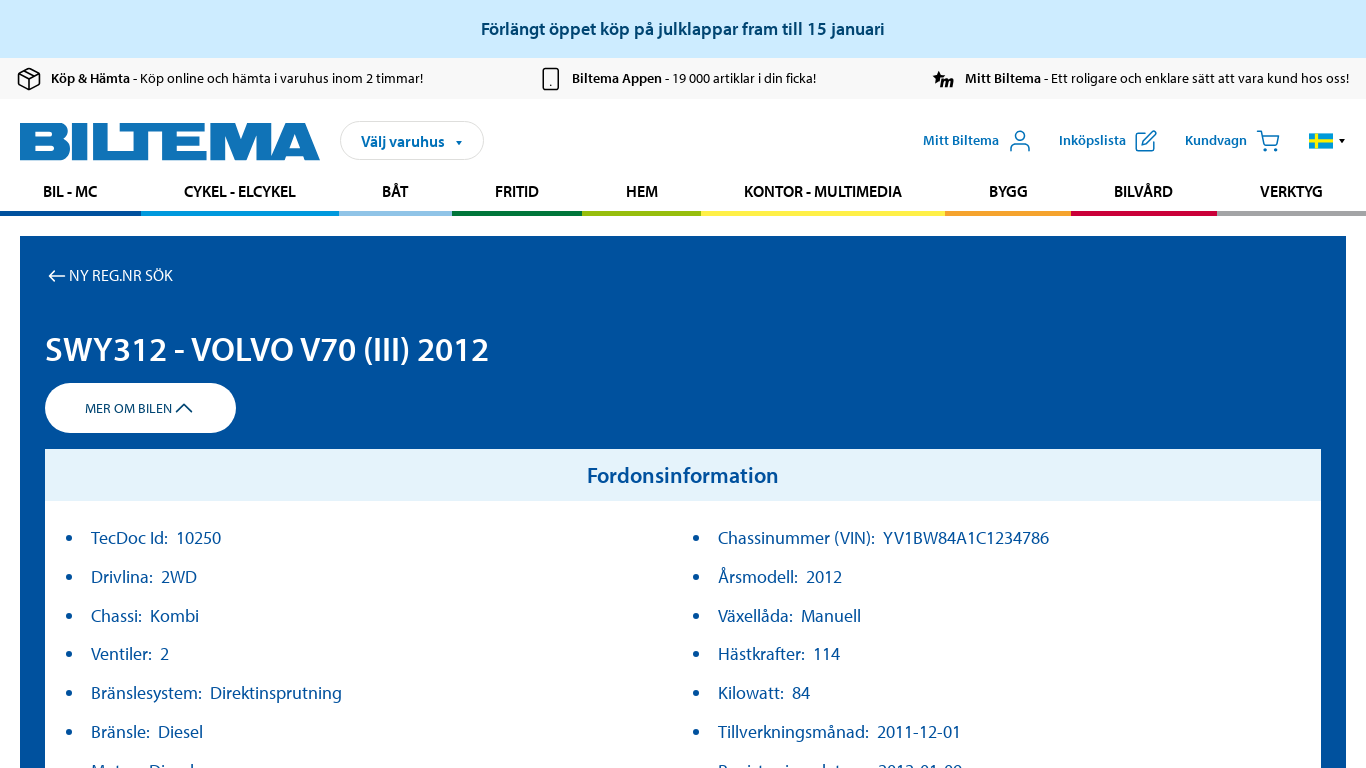 Förlängt öppet köp på julklappar fram till 15 januari
Köp & Hämta - Köp online och hämta i varuhus inom 2 timmar!
Biltema Appen - 19 000 artiklar i din ficka!
Mitt Biltema - Ett roligare och enklare sätt att vara kund hos oss!
BILTEMA
Välj varuhus
Mitt Biltema
Inköpslista
Kundvagn
BIL - MC
CYKEL - ELCYKEL
BÅT
FRITID
HEM
KONTOR - MULTIMEDIA
BYGG
BILVÅRD
VERKTYG
NY REG.NR SÖK
SWY312 - VOLVO V70 (III) 2012
MER OM BILEN
Fordonsinformation
TecDoc Id: 10250
Drivlina: 2WD
Chassi: Kombi
Ventiler: 2
Bränslesystem: Direktinsprutning
Bränsle: Diesel
Chassinummer (VIN): YV1BW84A1C1234786
Årsmodell: 2012
Växellåda: Manuell
Hästkrafter: 114
Kilowatt: 84
Tillverkningsmånad: 2011-12-01